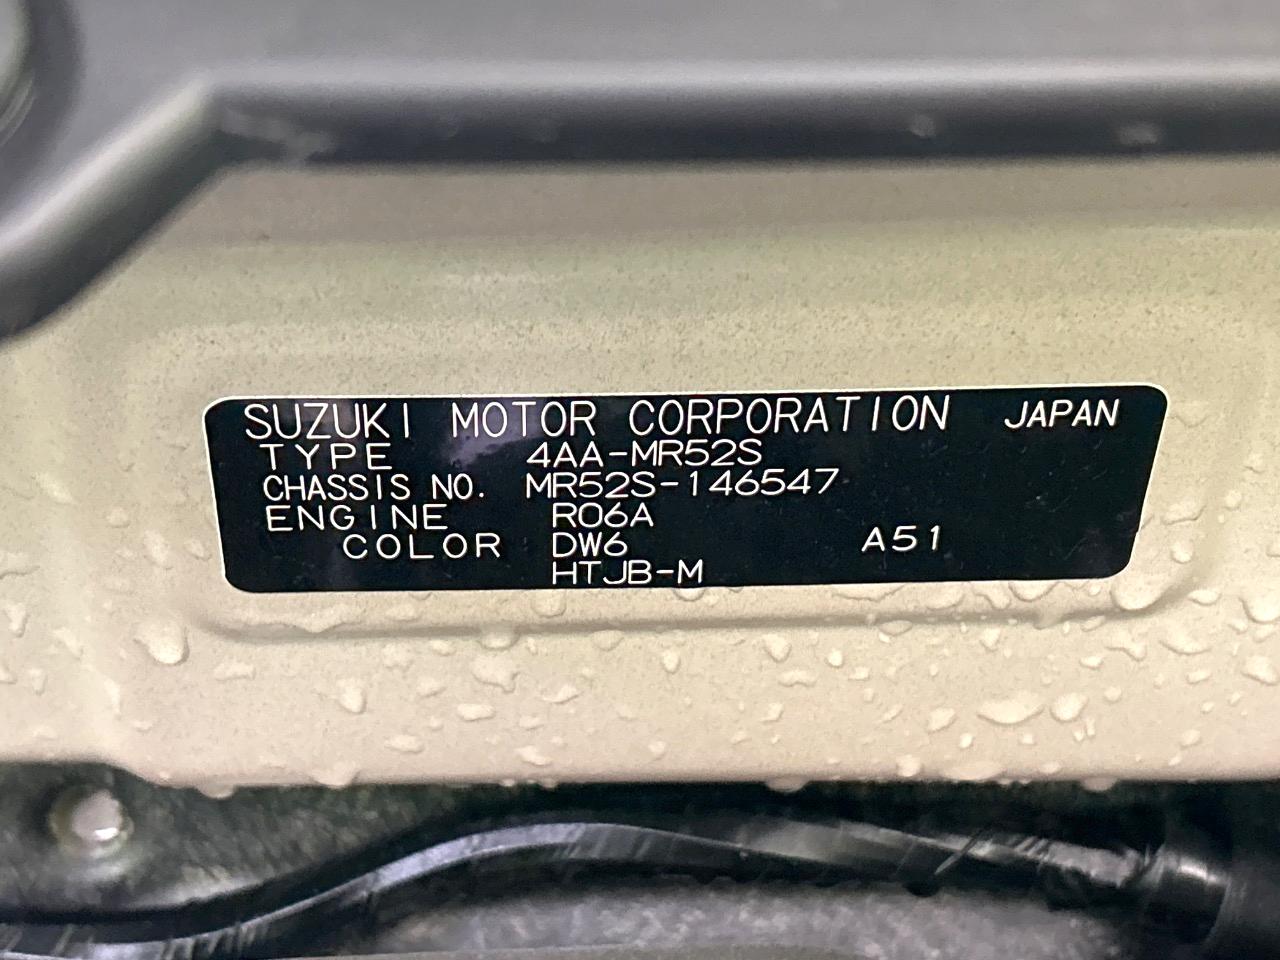 SUZUKI MOTOR CORPORATION JAPAN
TYPE 4AA-MR52S
CHASSIS NO. MR52S-146547
ENGINE R06A
COLOR DW6 A51
HTJB-M